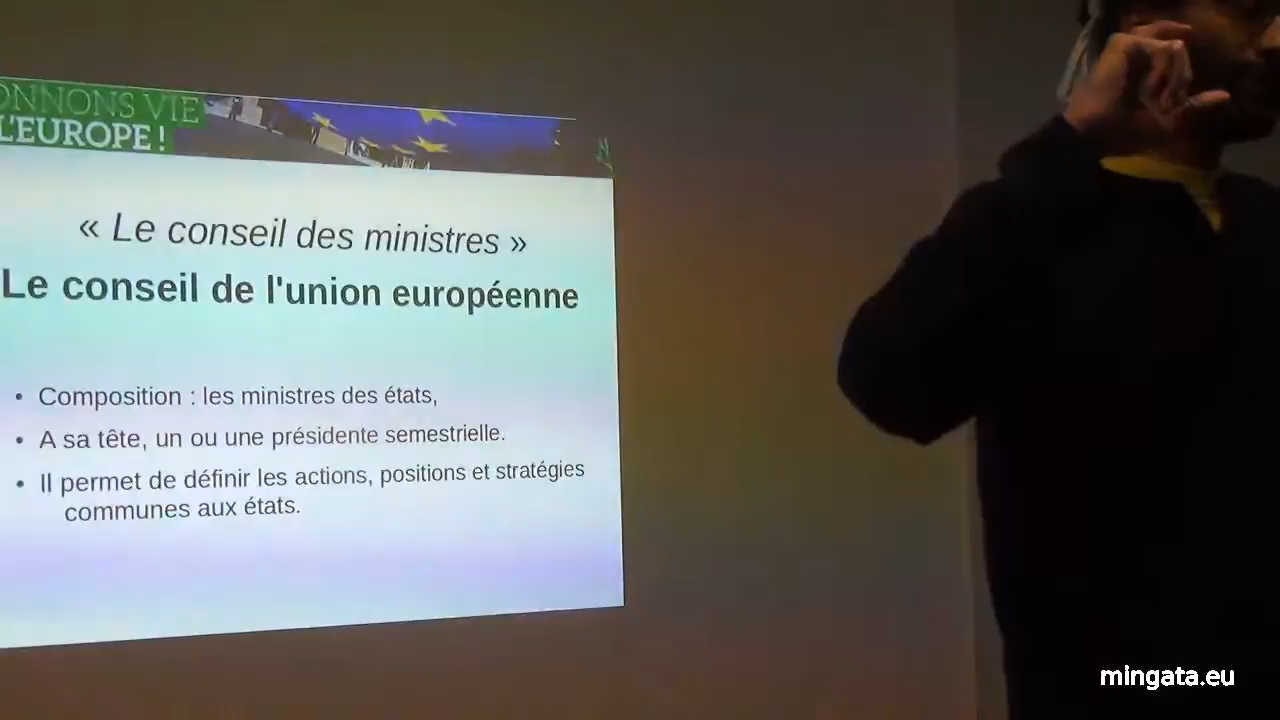 ONNONS VIE
L'EUROPE !
« Le conseil des ministres »
Le conseil de l'union européenne
• Composition : les ministres des états,
• A sa tête, un ou une présidente semestrielle.
• Il permet de définir les actions, positions et stratégies
communes aux états.
mingata.eu